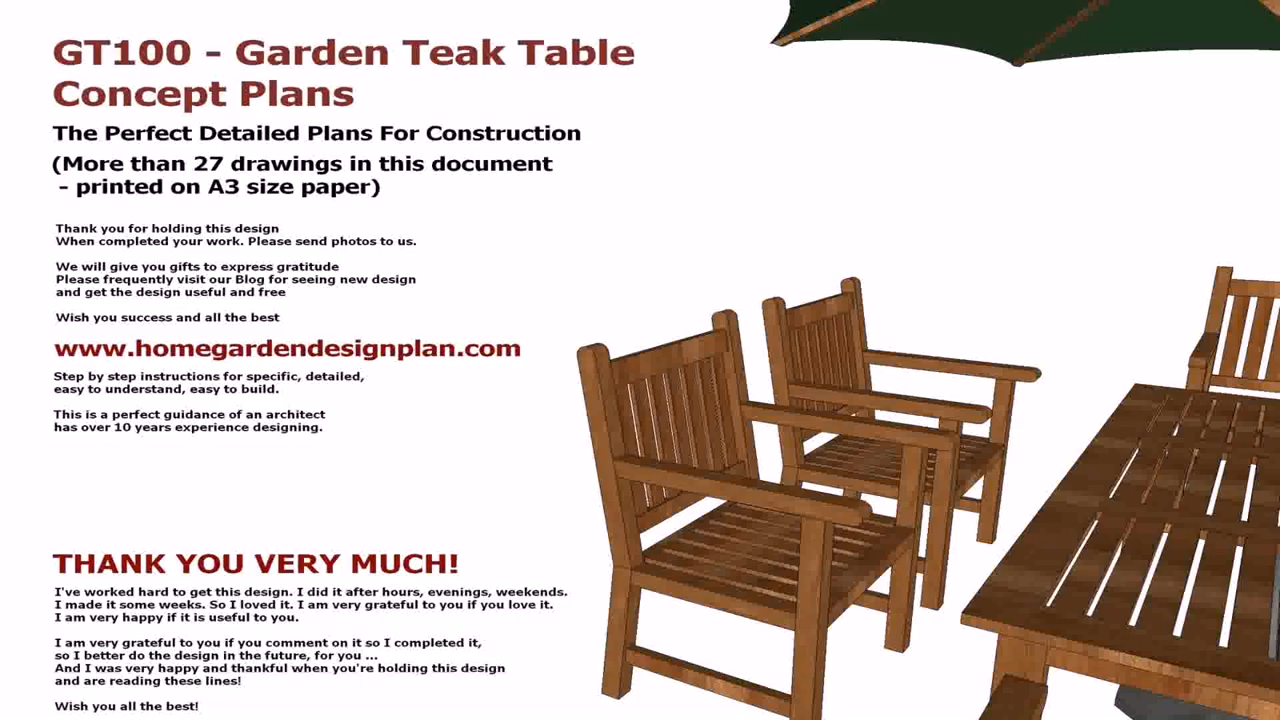 GT100 - Garden Teak Table
Concept Plans
The Perfect Detailed Plans For Construction
(More than 27 drawings in this document
- printed on A3 size paper)
Thank you for holding this design
When completed your work. Please send photos to us.
We will give you gifts to express gratitude
Please frequently visit our Blog for seeing new design
and get the design useful and free
Wish you success and all the best
www.homegardendesignplan.com
Step by step instructions for specific, detailed,
easy to understand, easy to build.
This is a perfect guidance of an architect
has over 10 years experience designing.
THANK YOU VERY MUCH!
I've worked hard to get this design. I did it after hours, evenings, weekends.
I made it some weeks. So I loved it. I am very grateful to you if you love it.
I am very happy if it is useful to you.
I am very grateful to you if you comment on it so I completed it,
so I better do the design in the future, for you ...
And I was very happy and thankful when you're holding this design
and are reading these lines!
Wish you all the best!